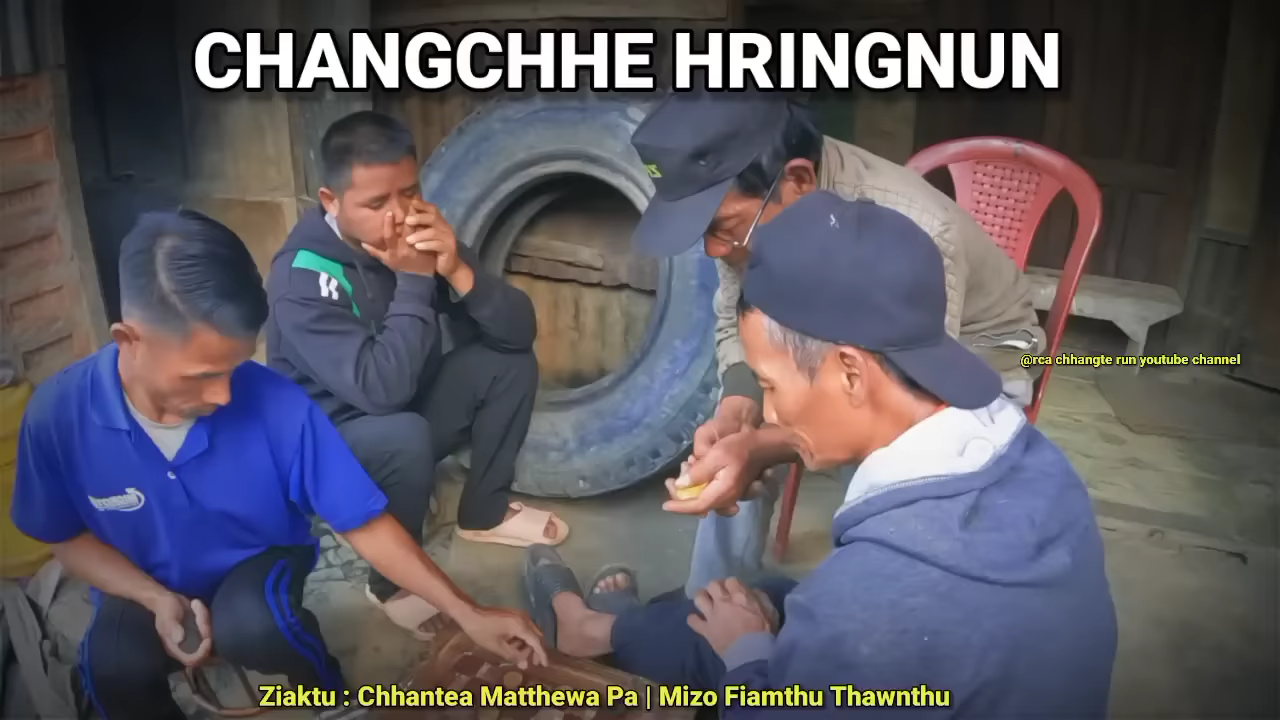 CHANGCHHE HRINGNUN
@rca chhangte run youtube channel
Ziaktu : Chhantea Matthewa Pa | Mizo Fiamthu Thawnthu